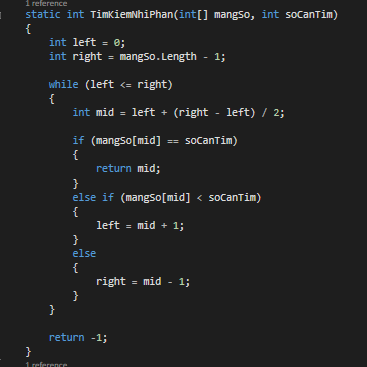 1 reference
static int TimKiemNhiPhan(int[] mangSo, int soCanTim)
{
    int left = 0;
    int right = mangSo.Length - 1;
    while (left <= right)
    {
        int mid = left + (right - left) / 2;
        if (mangSo[mid] == soCanTim)
        {
            return mid;
        }
        else if (mangSo[mid] < soCanTim)
        {
            left = mid + 1;
        }
        else
        {
            right = mid - 1;
        }
    }
    return -1;
}
1 reference